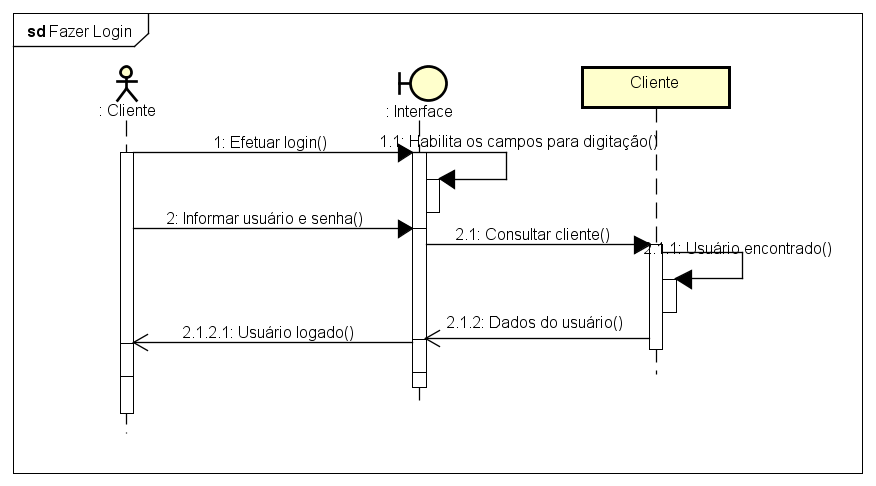 sd Fazer Login
: Cliente
: Interface
Cliente
1: Efetuar login()
1.1: Habilita os campos para digitação()
2: Informar usuário e senha()
2.1: Consultar cliente()
2.1.1: Usuário encontrado()
2.1.2: Dados do usuário()
2.1.2.1: Usuário logado()